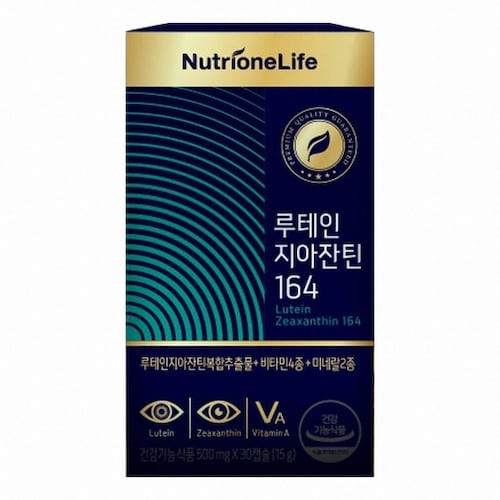 NutrioneLife
PREMIUM QUALITY GUARANTEED
루테인
지아잔틴
164
Lutein
Zeaxanthin 164
루테인지아잔틴복합추출물+비타민4종+미네랄2종
Lutein
Zeaxanthin
VA
Vitamin A
건강
기능식품
건강기능식품 500 mg X 30캡슐 (15 g)